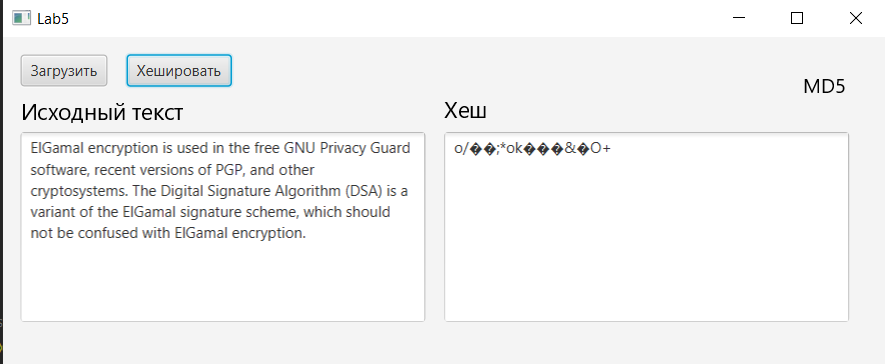 Lab5
Загрузить
Хешировать
MD5
Исходный текст
Хеш
ElGamal encryption is used in the free GNU Privacy Guard
software, recent versions of PGP, and other
cryptosystems. The Digital Signature Algorithm (DSA) is a
variant of the ElGamal signature scheme, which should
not be confused with ElGamal encryption.
o/��;*ok���&�O+